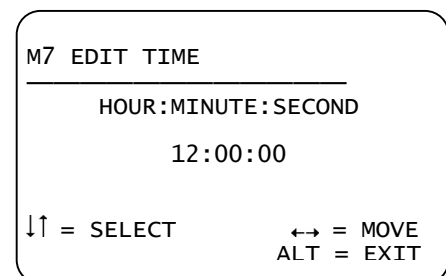 M7 EDIT TIME
HOUR:MINUTE:SECOND
12:00:00
↓↑ = SELECT ←→ = MOVE
ALT = EXIT